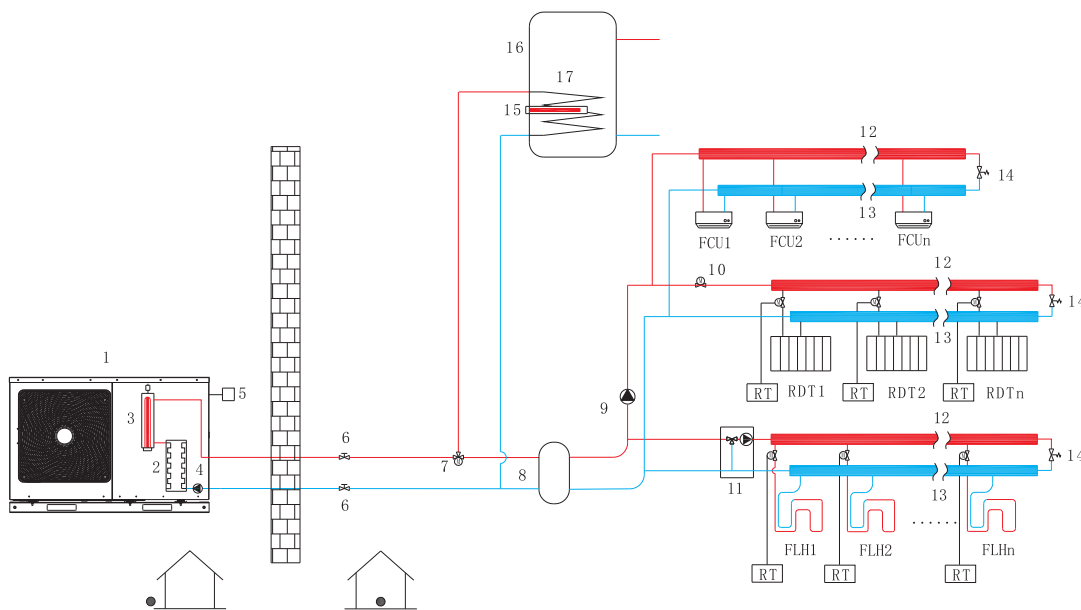 16
17
15
12
14
13
FCU1
FCU2
......
FCUn
10
12
14
13
RDT1
RDT2
RDTn
RT
RT
RT
1
5
3
2
4
6
6
7
8
9
11
12
14
13
FLH1
FLH2
......
FLHn
RT
RT
RT